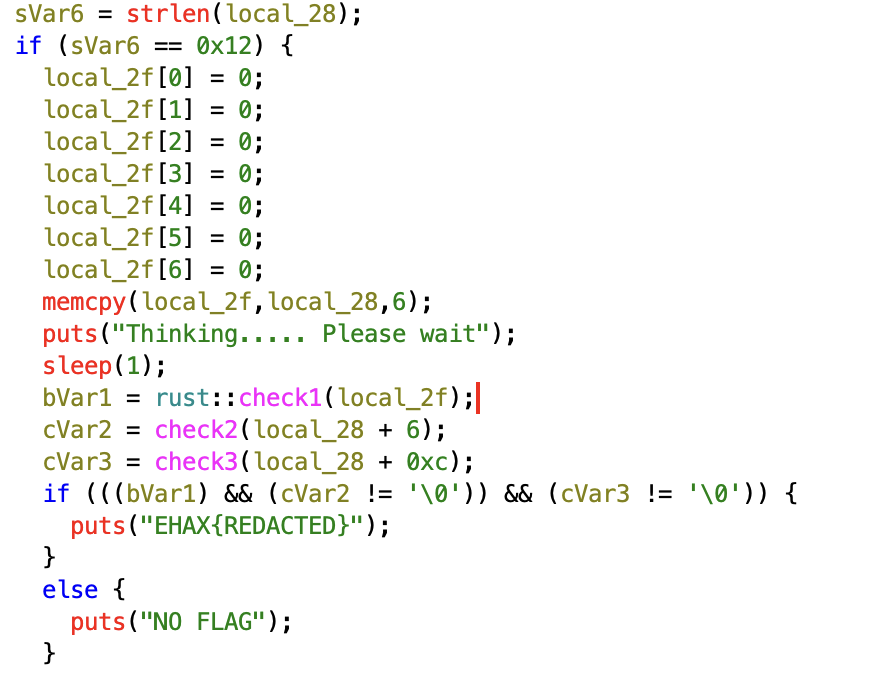 sVar6 = strlen(local_28);
if (sVar6 == 0x12) {
  local_2f[0] = 0;
  local_2f[1] = 0;
  local_2f[2] = 0;
  local_2f[3] = 0;
  local_2f[4] = 0;
  local_2f[5] = 0;
  local_2f[6] = 0;
  memcpy(local_2f,local_28,6);
  puts("Thinking..... Please wait");
  sleep(1);
  bVar1 = rust::check1(local_2f);
  cVar2 = check2(local_28 + 6);
  cVar3 = check3(local_28 + 0xc);
  if (((bVar1) && (cVar2 != '\0')) && (cVar3 != '\0')) {
    puts("EHAX{REDACTED}");
  }
  else {
    puts("NO FLAG");
  }